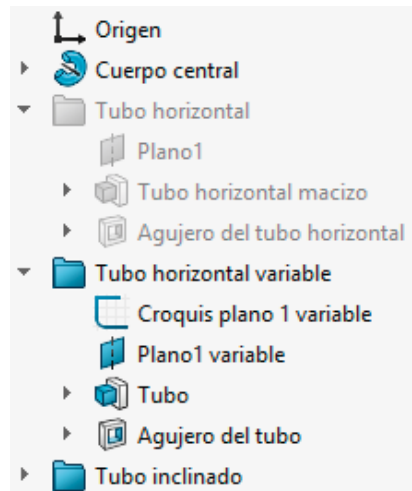 Origen
Cuerpo central
Tubo horizontal
Plano1
Tubo horizontal macizo
Agujero del tubo horizontal
Tubo horizontal variable
Croquis plano 1 variable
Plano1 variable
Tubo
Agujero del tubo
Tubo inclinado